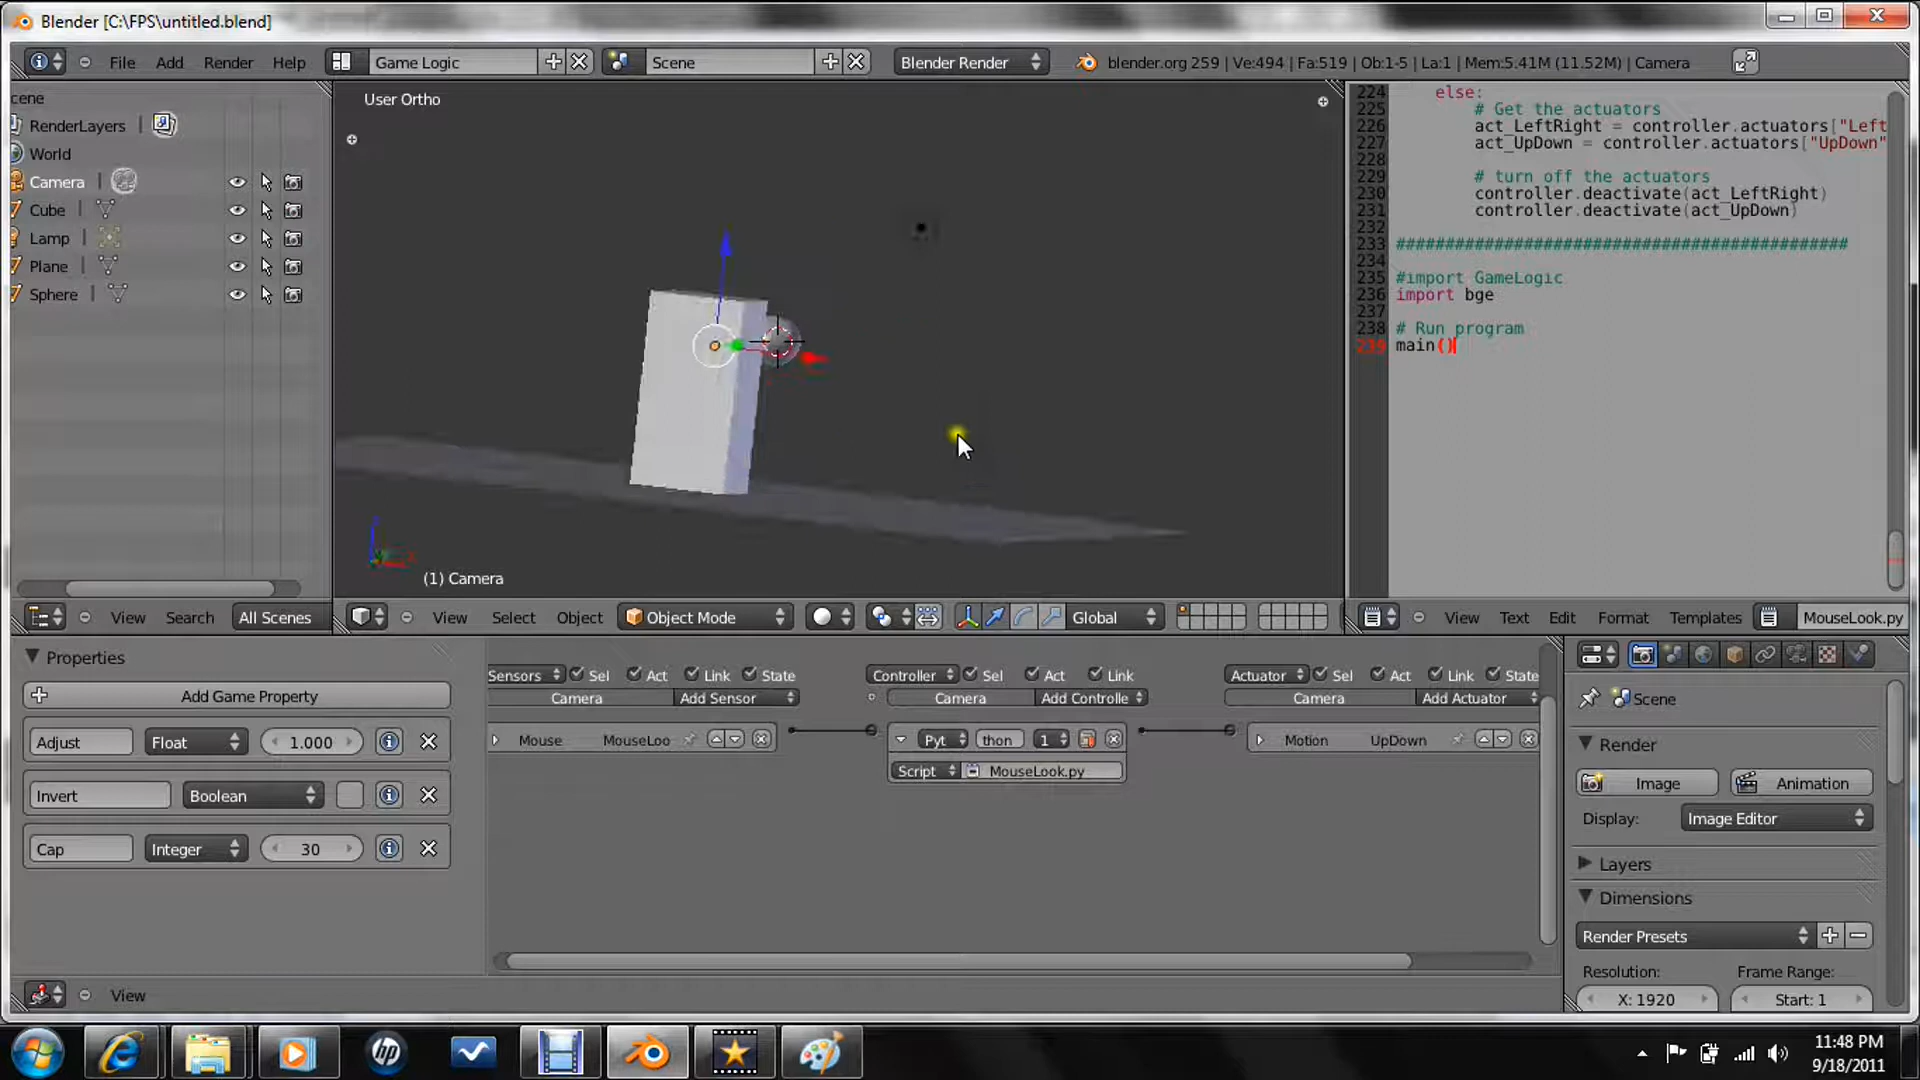 Blender [C:\FPS\untitled.blend]
File Add Render Help Game Logic Scene Blender Render blender.org 259 | Ve:494 | Fa:519 | Ob:1-5 | La:1 | Mem:5.41M (11.52M) | Camera
cene
RenderLayers
World
Camera
Cube
Lamp
Plane
Sphere
View Search All Scenes
User Ortho
(1) Camera
View Select Object Object Mode Global
224 else:
225 # Get the actuators
226 act_LeftRight = controller.actuators["Left
227 act_UpDown = controller.actuators["UpDown"
228
229 # turn off the actuators
230 controller.deactivate(act_LeftRight)
231 controller.deactivate(act_UpDown)
232
233 ##############################################
234
235 #import GameLogic
236 import bge
237
238 # Run program
239 main()
View Text Edit Format Templates MouseLook.py
Properties
Add Game Property
Adjust Float 1.000
Invert Boolean
Cap Integer 30
View
Sensors Sel Act Link State
Camera Add Sensor
Mouse MouseLoo
Controller Sel Act Link
Camera Add Controlle
Pyt thon 1
Script MouseLook.py
Actuator Sel Act Link State
Camera Add Actuator
Motion UpDown
Scene
Render
Image Animation
Display: Image Editor
Layers
Dimensions
Render Presets
Resolution: Frame Range:
X: 1920 Start: 1
hp
11:48 PM
9/18/2011